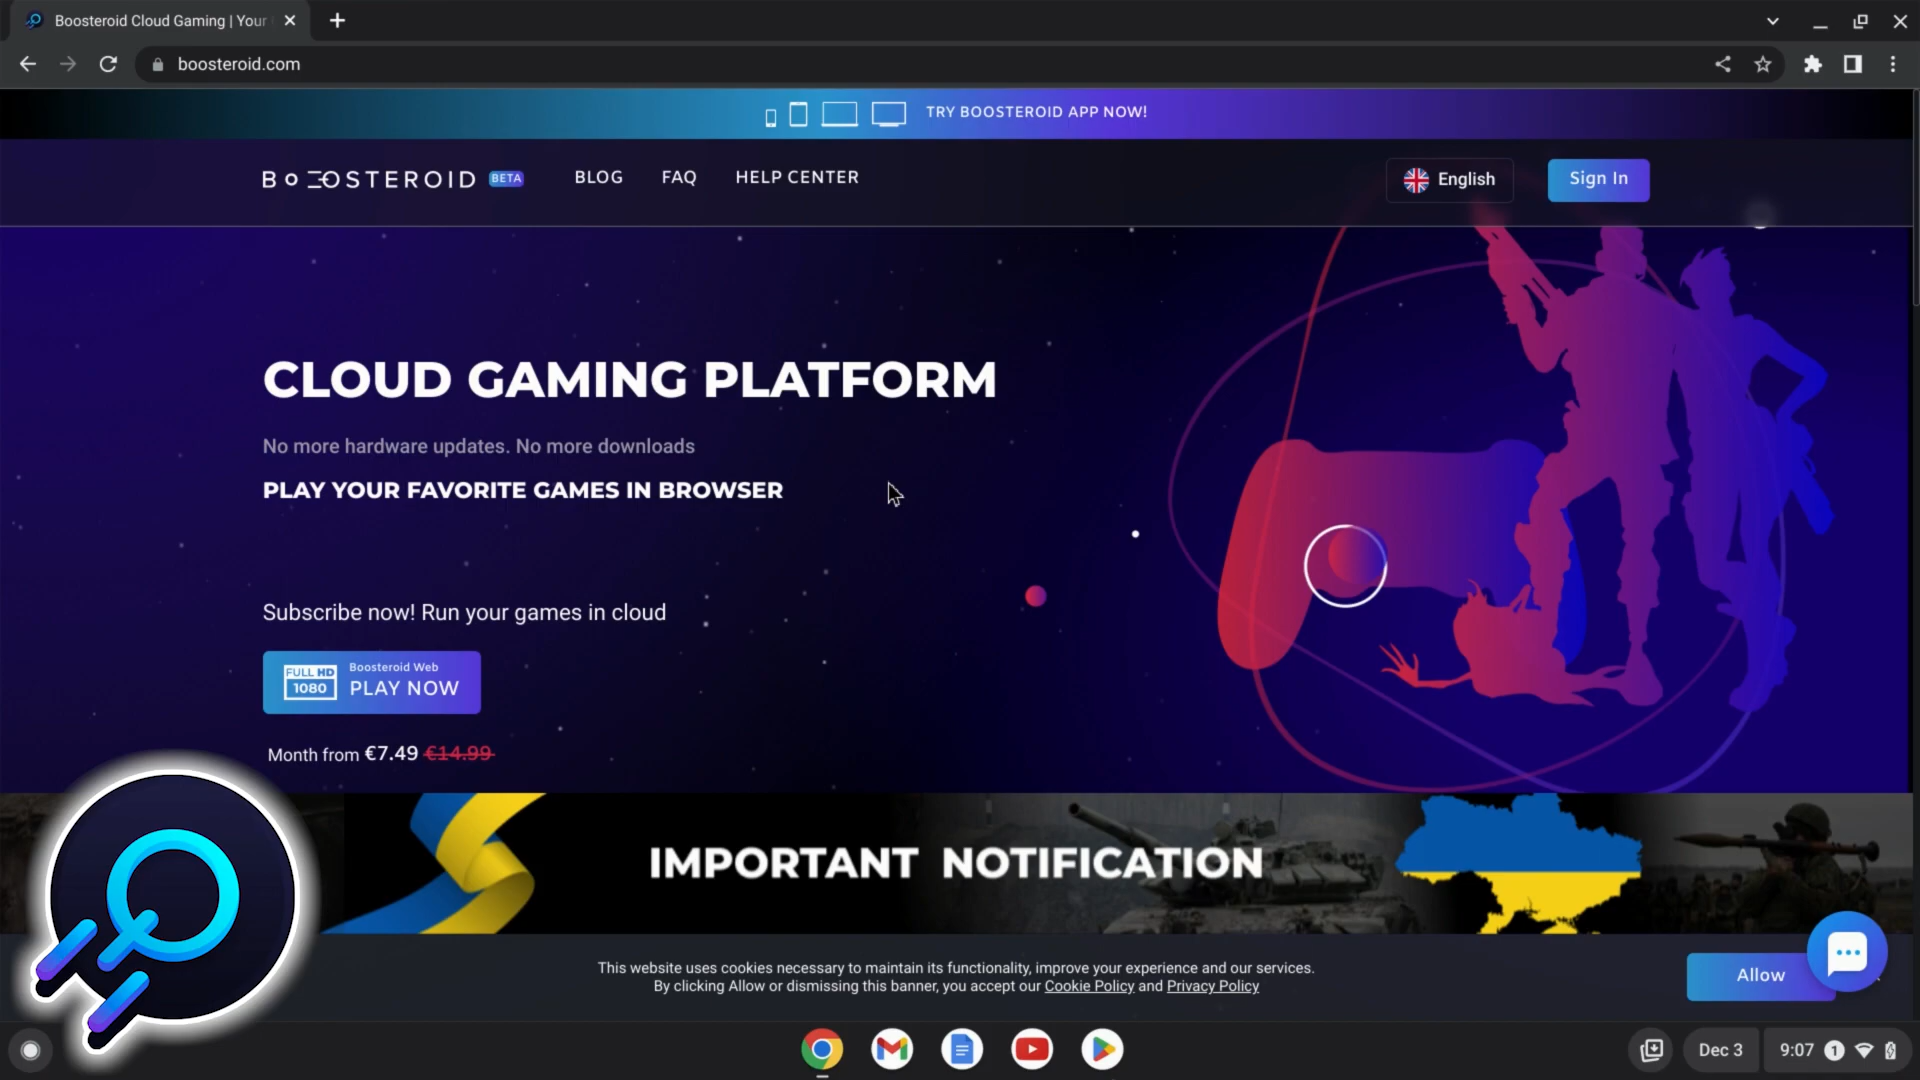 Boosteroid Cloud Gaming | Your
boosteroid.com
TRY BOOSTEROID APP NOW!
BOOSTEROID BETA
BLOG
FAQ
HELP CENTER
English
Sign In
CLOUD GAMING PLATFORM
No more hardware updates. No more downloads
PLAY YOUR FAVORITE GAMES IN BROWSER
Subscribe now! Run your games in cloud
FULL HD
1080
Boosteroid Web
PLAY NOW
Month from €7.49 €14.99
IMPORTANT NOTIFICATION
This website uses cookies necessary to maintain its functionality, improve your experience and our services.
By clicking Allow or dismissing this banner, you accept our Cookie Policy and Privacy Policy
Allow
Dec 3
9:07
1